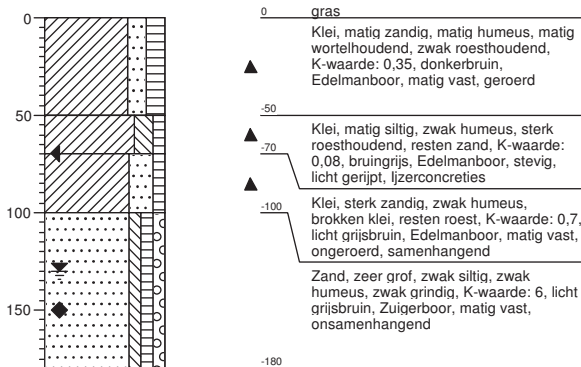 0
50
100
150
0
gras
Klei, matig zandig, matig humeus, matig
wortelhoudend, zwak roesthoudend,
K-waarde: 0,35, donkerbruin,
Edelmanboor, matig vast, geroerd
-50
Klei, matig siltig, zwak humeus, sterk
roesthoudend, resten zand, K-waarde:
0,08, bruingrijs, Edelmanboor, stevig,
licht gerijpt, Ijzerconcreties
-70
Klei, sterk zandig, zwak humeus,
brokken klei, resten roest, K-waarde: 0,7,
licht grijsbruin, Edelmanboor, matig vast,
ongeroerd, samenhangend
-100
Zand, zeer grof, zwak siltig, zwak
humeus, zwak grindig, K-waarde: 6, licht
grijsbruin, Zuigerboor, matig vast,
onsamenhangend
-180